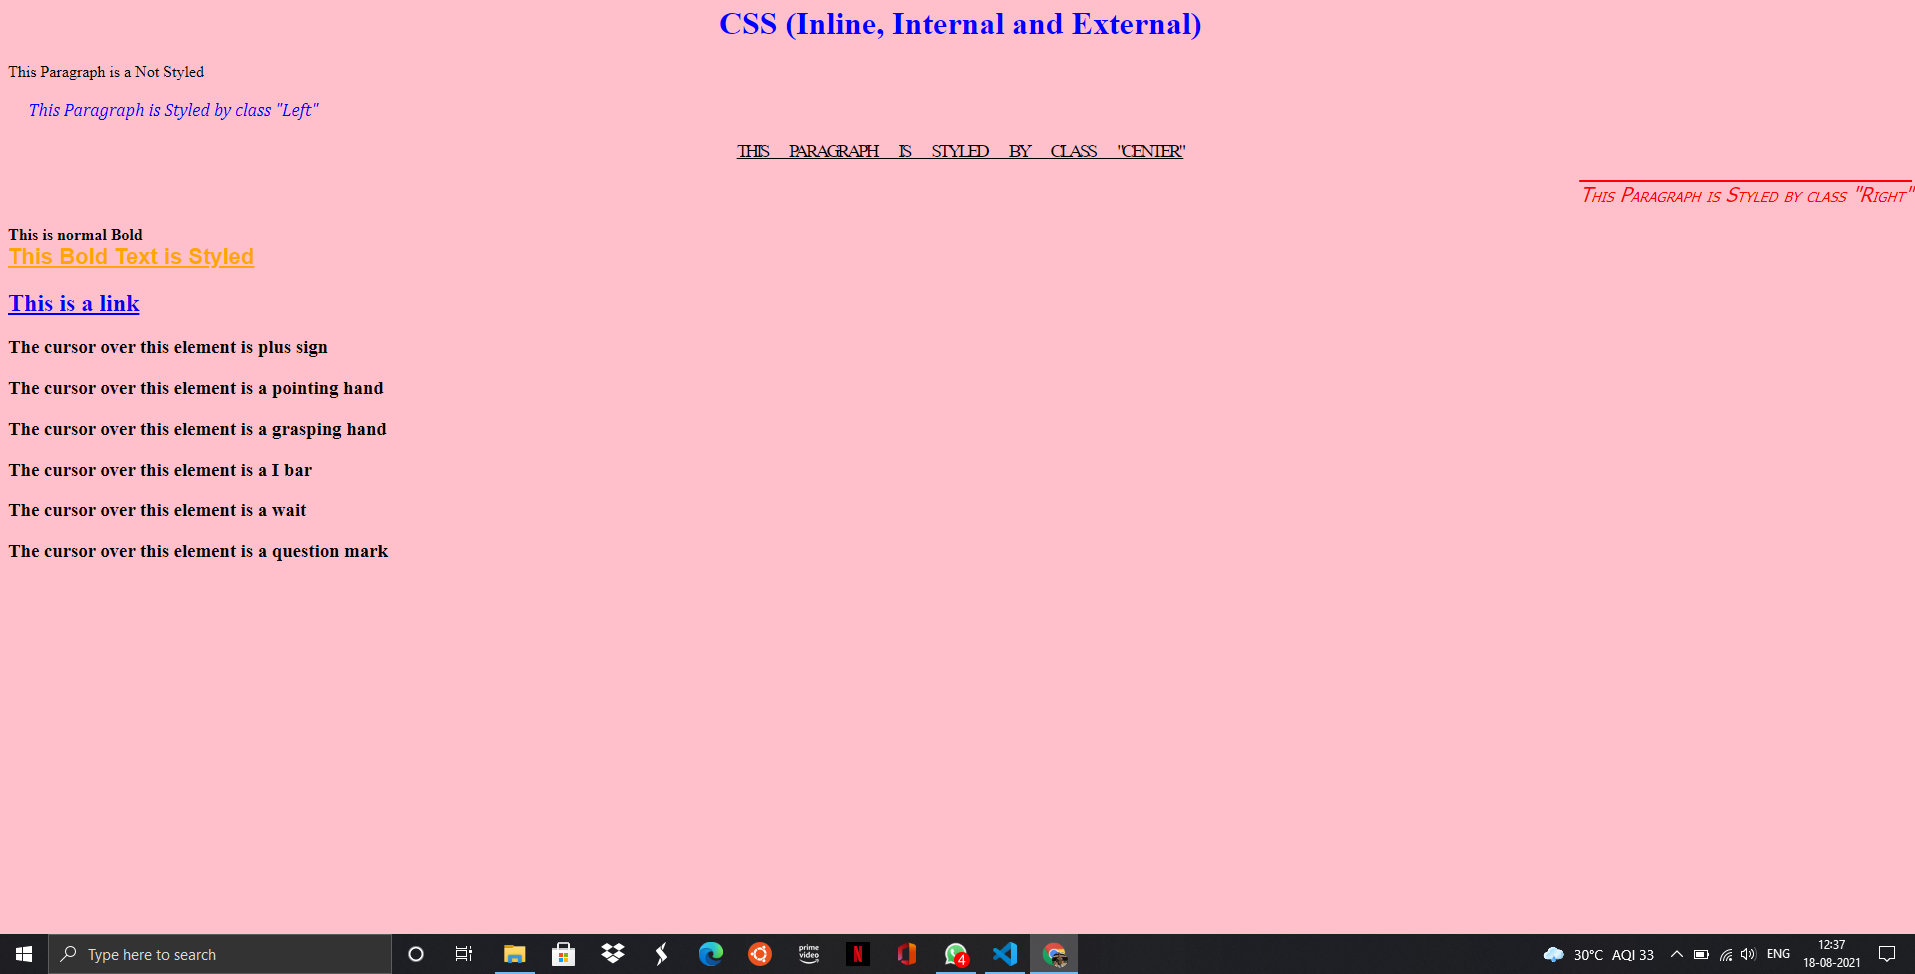 CSS (Inline, Internal and External)
This Paragraph is a Not Styled
This Paragraph is Styled by class "Left"
THIS PARAGRAPH IS STYLED BY CLASS "CENTER"
This Paragraph is Styled by class "Right"
This is normal Bold
This Bold Text is Styled
This is a link
The cursor over this element is plus sign
The cursor over this element is a pointing hand
The cursor over this element is a grasping hand
The cursor over this element is a I bar
The cursor over this element is a wait
The cursor over this element is a question mark
Type here to search
prime
video
N
4
30°C AQI 33
ENG
12:37
18-08-2021